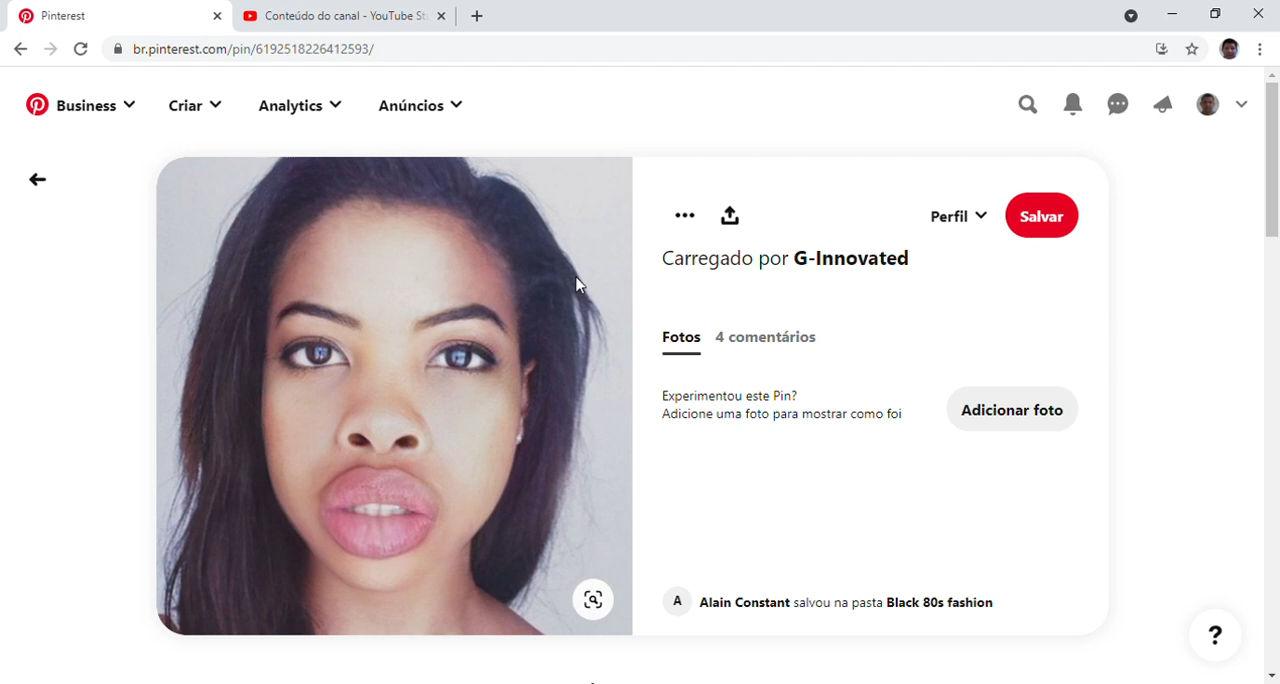 Pinterest
Conteúdo do canal - YouTube St
br.pinterest.com/pin/6192518226412593/
Business
Criar
Analytics
Anúncios
Perfil
Salvar
Carregado por G-Innovated
Fotos
4 comentários
Experimentou este Pin?
Adicione uma foto para mostrar como foi
Adicionar foto
A
Alain Constant salvou na pasta Black 80s fashion
?